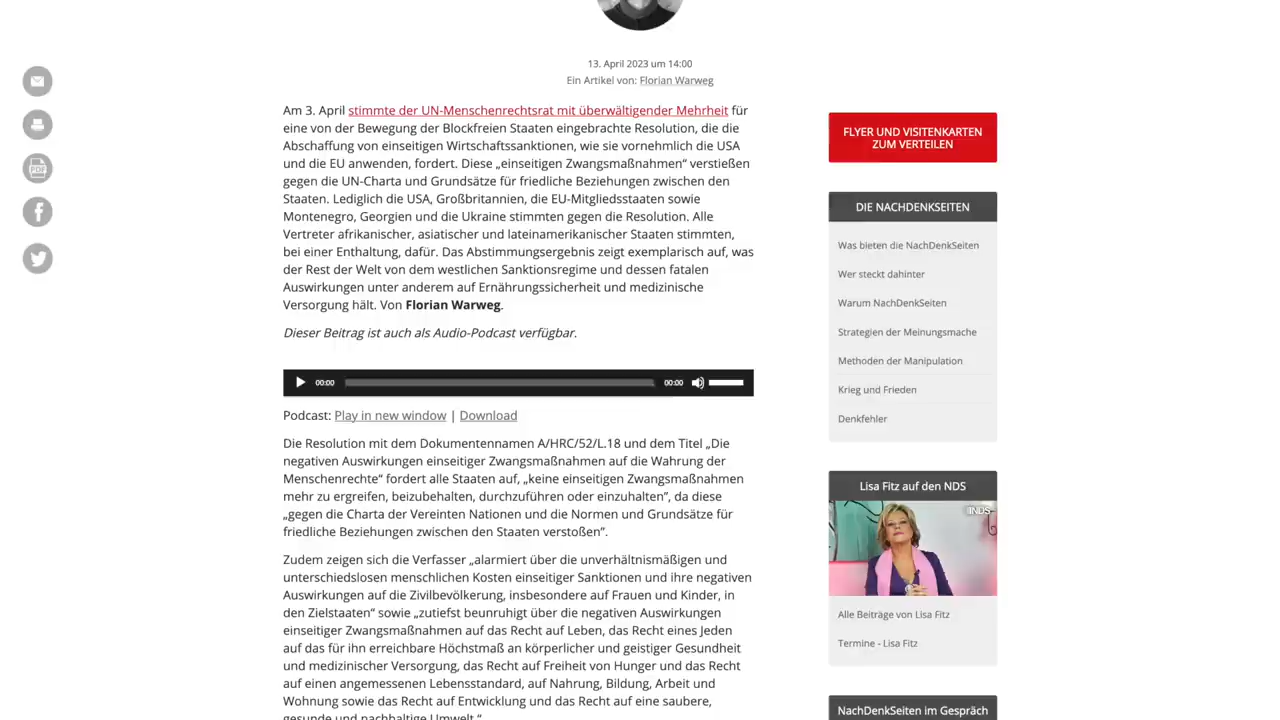 13. April 2023 um 14:00
Ein Artikel von: Florian Warweg
Am 3. April stimmte der UN-Menschenrechtsrat mit überwältigender Mehrheit für
eine von der Bewegung der Blockfreien Staaten eingebrachte Resolution, die die
Abschaffung von einseitigen Wirtschaftssanktionen, wie sie vornehmlich die USA
und die EU anwenden, fordert. Diese „einseitigen Zwangsmaßnahmen“ verstießen
gegen die UN-Charta und Grundsätze für friedliche Beziehungen zwischen den
Staaten. Lediglich die USA, Großbritannien, die EU-Mitgliedsstaaten sowie
Montenegro, Georgien und die Ukraine stimmten gegen die Resolution. Alle
Vertreter afrikanischer, asiatischer und lateinamerikanischer Staaten stimmten,
bei einer Enthaltung, dafür. Das Abstimmungsergebnis zeigt exemplarisch auf, was
der Rest der Welt von dem westlichen Sanktionsregime und dessen fatalen
Auswirkungen unter anderem auf Ernährungssicherheit und medizinische
Versorgung hält. Von Florian Warweg.
Dieser Beitrag ist auch als Audio-Podcast verfügbar.
00:00 00:00
Podcast: Play in new window | Download
Die Resolution mit dem Dokumentennamen A/HRC/52/L.18 und dem Titel „Die
negativen Auswirkungen einseitiger Zwangsmaßnahmen auf die Wahrung der
Menschenrechte“ fordert alle Staaten auf, „keine einseitigen Zwangsmaßnahmen
mehr zu ergreifen, beizubehalten, durchzuführen oder einzuhalten”, da diese
„gegen die Charta der Vereinten Nationen und die Normen und Grundsätze für
friedliche Beziehungen zwischen den Staaten verstoßen”.
Zudem zeigen sich die Verfasser „alarmiert über die unverhältnismäßigen und
unterschiedslosen menschlichen Kosten einseitiger Sanktionen und ihre negativen
Auswirkungen auf die Zivilbevölkerung, insbesondere auf Frauen und Kinder, in
den Zielstaaten“ sowie „zutiefst beunruhigt über die negativen Auswirkungen
einseitiger Zwangsmaßnahmen auf das Recht auf Leben, das Recht eines Jeden
auf das für ihn erreichbare Höchstmaß an körperlicher und geistiger Gesundheit
und medizinischer Versorgung, das Recht auf Freiheit von Hunger und das Recht
auf einen angemessenen Lebensstandard, auf Nahrung, Bildung, Arbeit und
Wohnung sowie das Recht auf Entwicklung und das Recht auf eine saubere,
gesunde und nachhaltige Umwelt.“
PDF
FLYER UND VISITENKARTEN
ZUM VERTEILEN
DIE NACHDENKSEITEN
Was bieten die NachDenkSeiten
Wer steckt dahinter
Warum NachDenkSeiten
Strategien der Meinungsmache
Methoden der Manipulation
Krieg und Frieden
Denkfehler
Lisa Fitz auf den NDS
NDS
Alle Beiträge von Lisa Fitz
Termine - Lisa Fitz
NachDenkSeiten im Gespräch